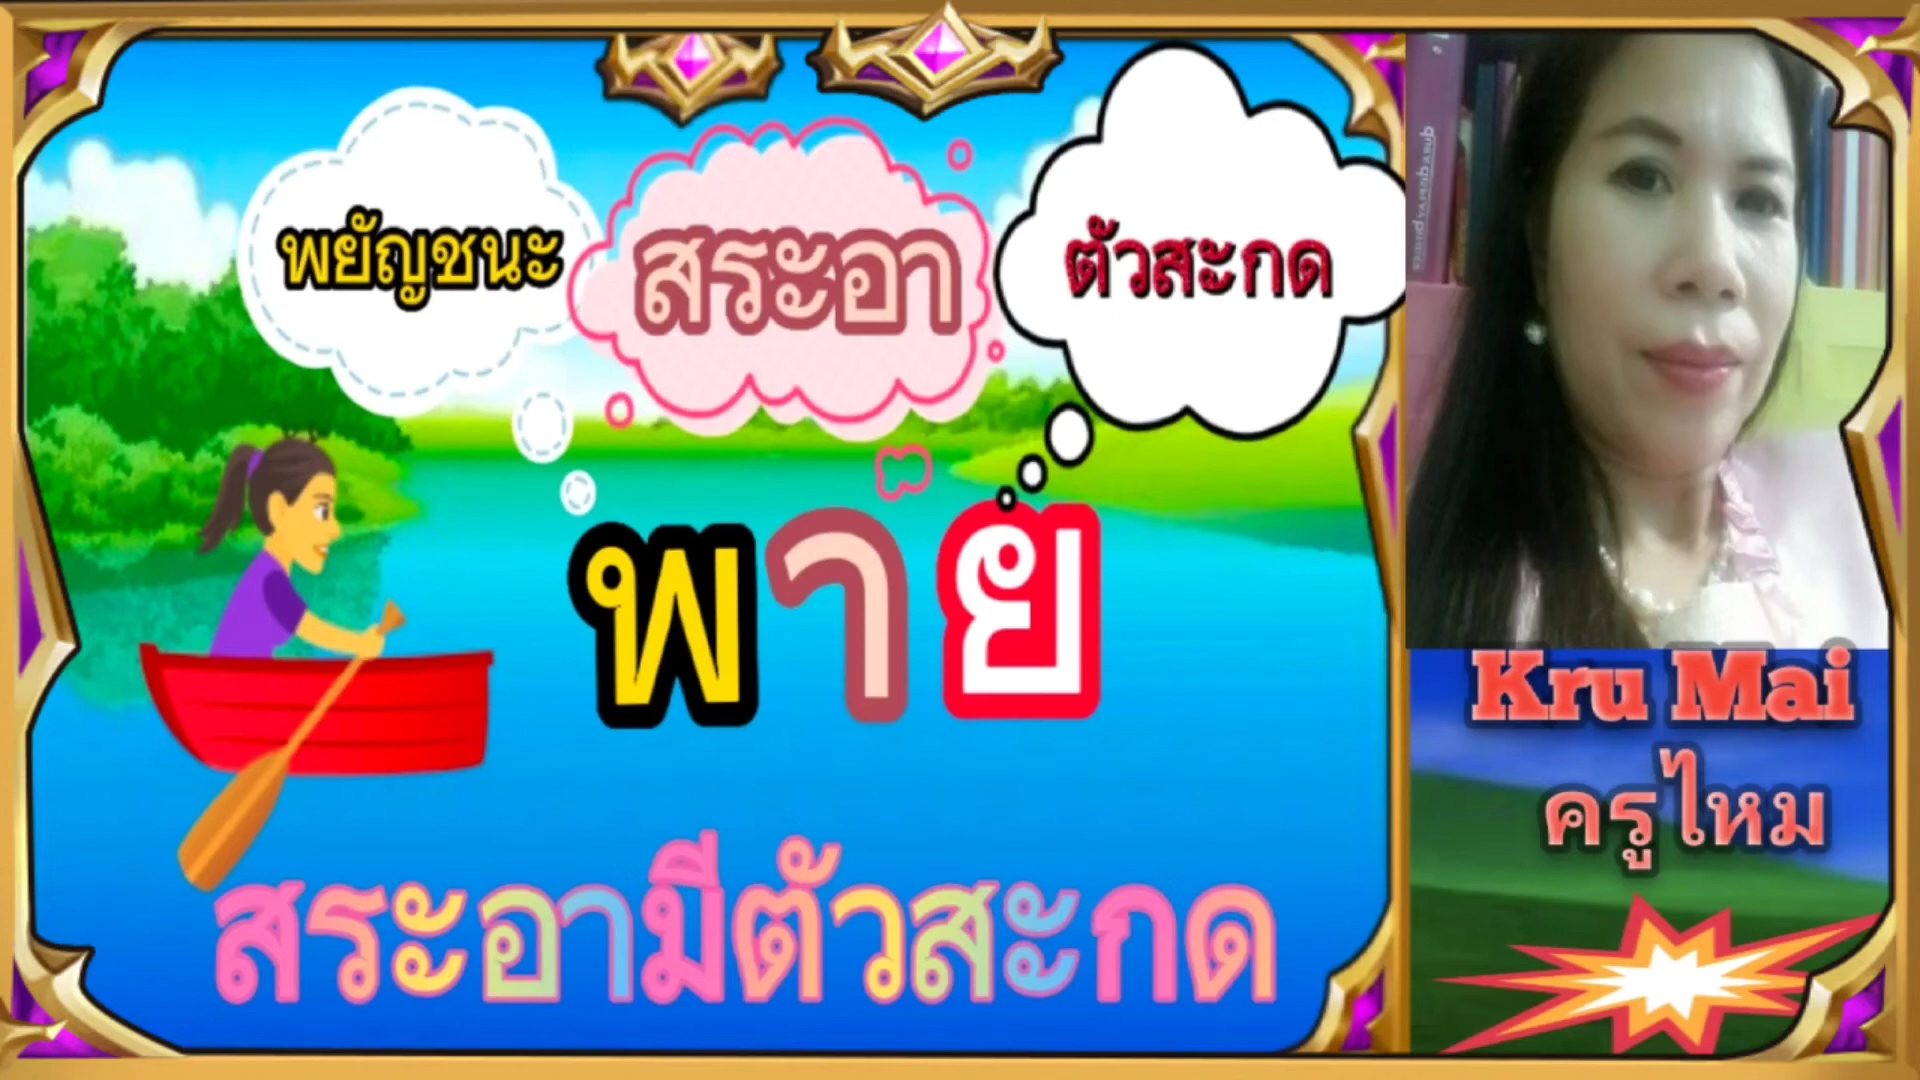 พยัญชนะ
สระอา
ตัวสะกด
พาย
สระอามีตัวสะกด
Kru Mai
ครูไหม